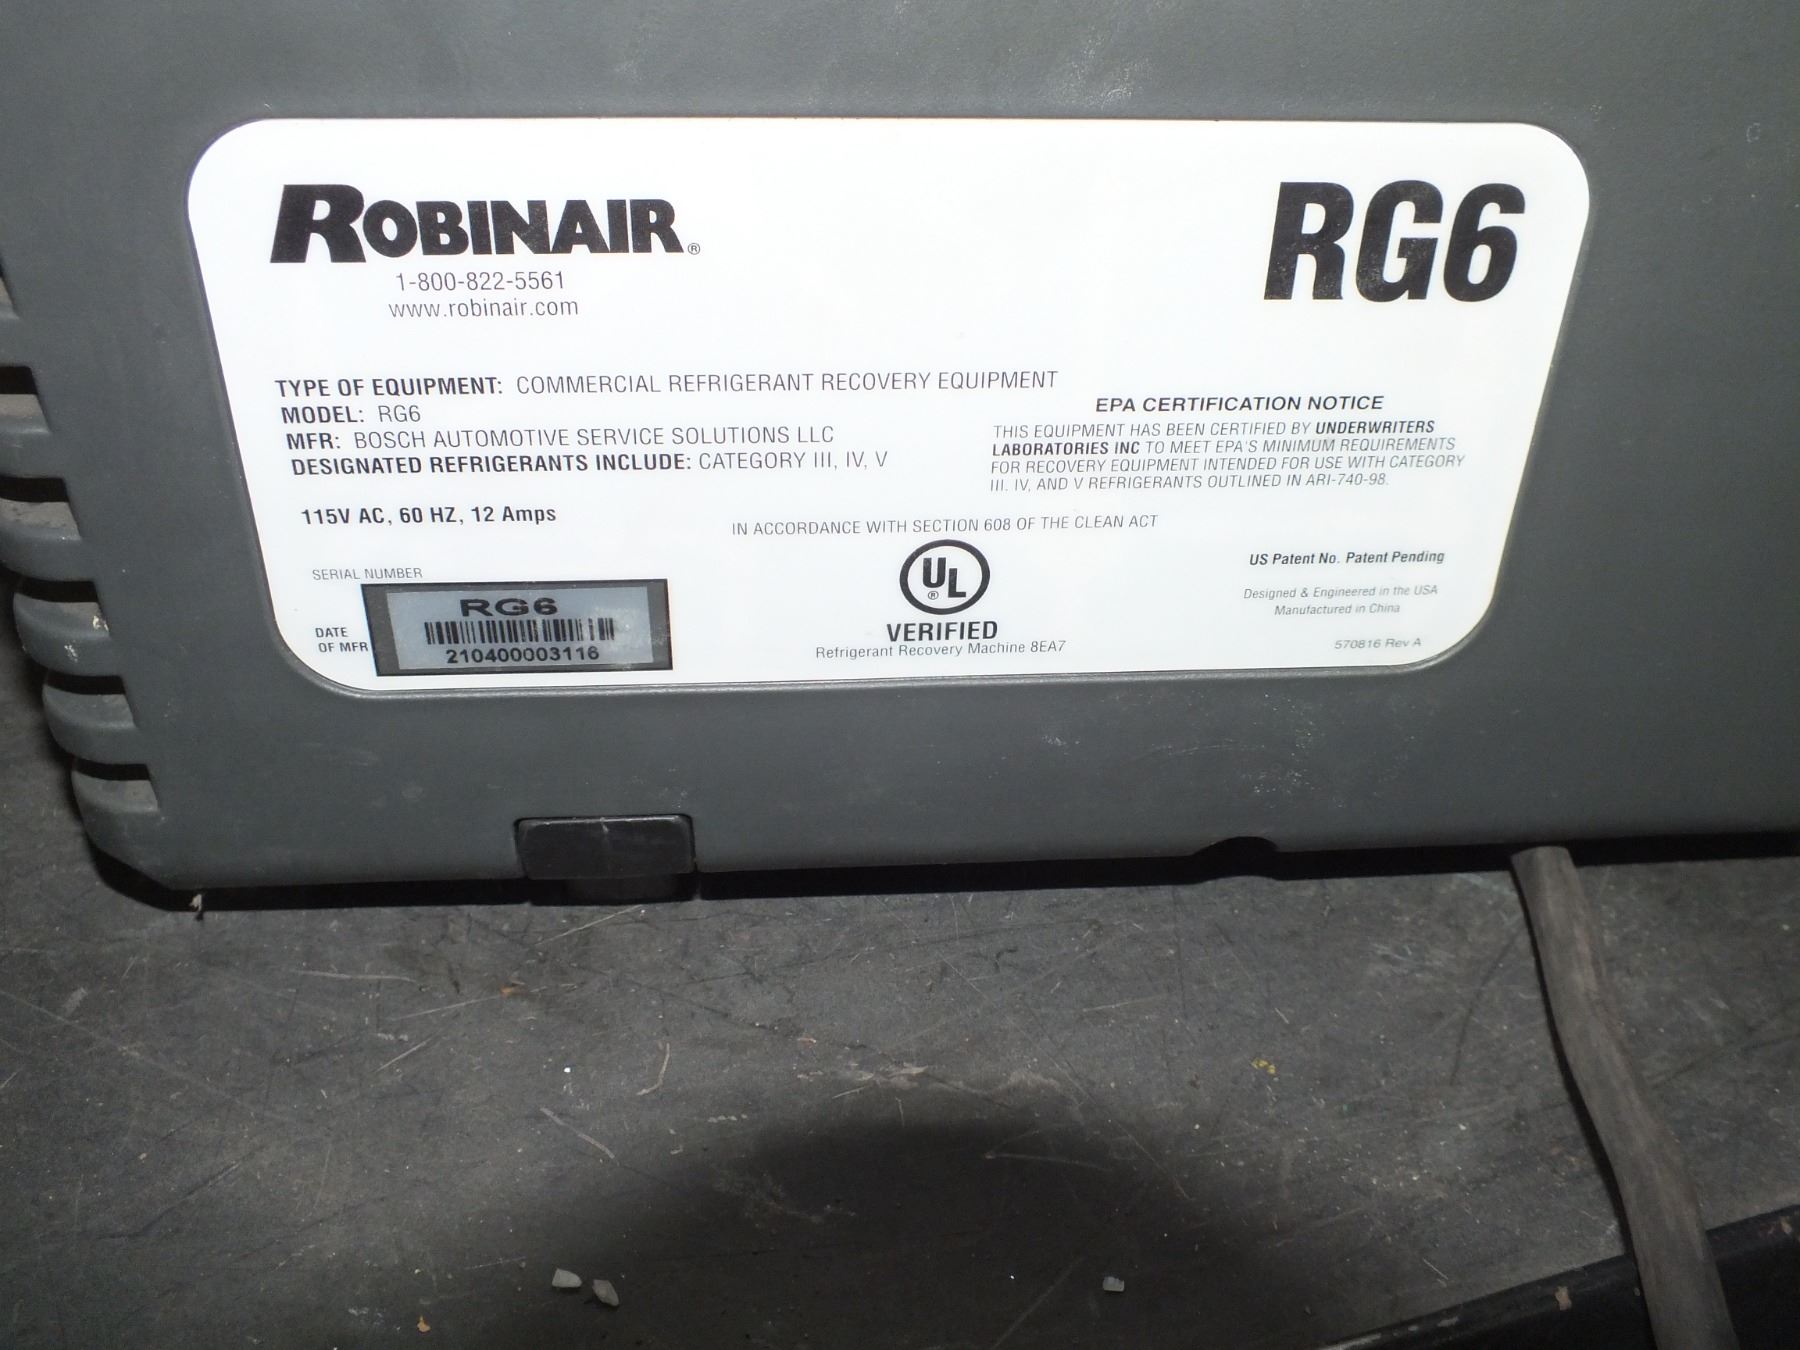 ROBINAIR®
1-800-822-5561
www.robinair.com
RG6
TYPE OF EQUIPMENT: COMMERCIAL REFRIGERANT RECOVERY EQUIPMENT
MODEL: RG6
MFR: BOSCH AUTOMOTIVE SERVICE SOLUTIONS LLC
DESIGNATED REFRIGERANTS INCLUDE: CATEGORY III, IV, V
115V AC, 60 HZ, 12 Amps
EPA CERTIFICATION NOTICE
THIS EQUIPMENT HAS BEEN CERTIFIED BY UNDERWRITERS
LABORATORIES INC TO MEET EPA'S MINIMUM REQUIREMENTS
FOR RECOVERY EQUIPMENT INTENDED FOR USE WITH CATEGORY
III. IV, AND V REFRIGERANTS OUTLINED IN ARI-740-98.
IN ACCORDANCE WITH SECTION 608 OF THE CLEAN ACT
SERIAL NUMBER
DATE
OF MFR
RG6
210400003116
UL®
VERIFIED
Refrigerant Recovery Machine 8EA7
US Patent No. Patent Pending
Designed & Engineered in the USA
Manufactured in China
570816 Rev A